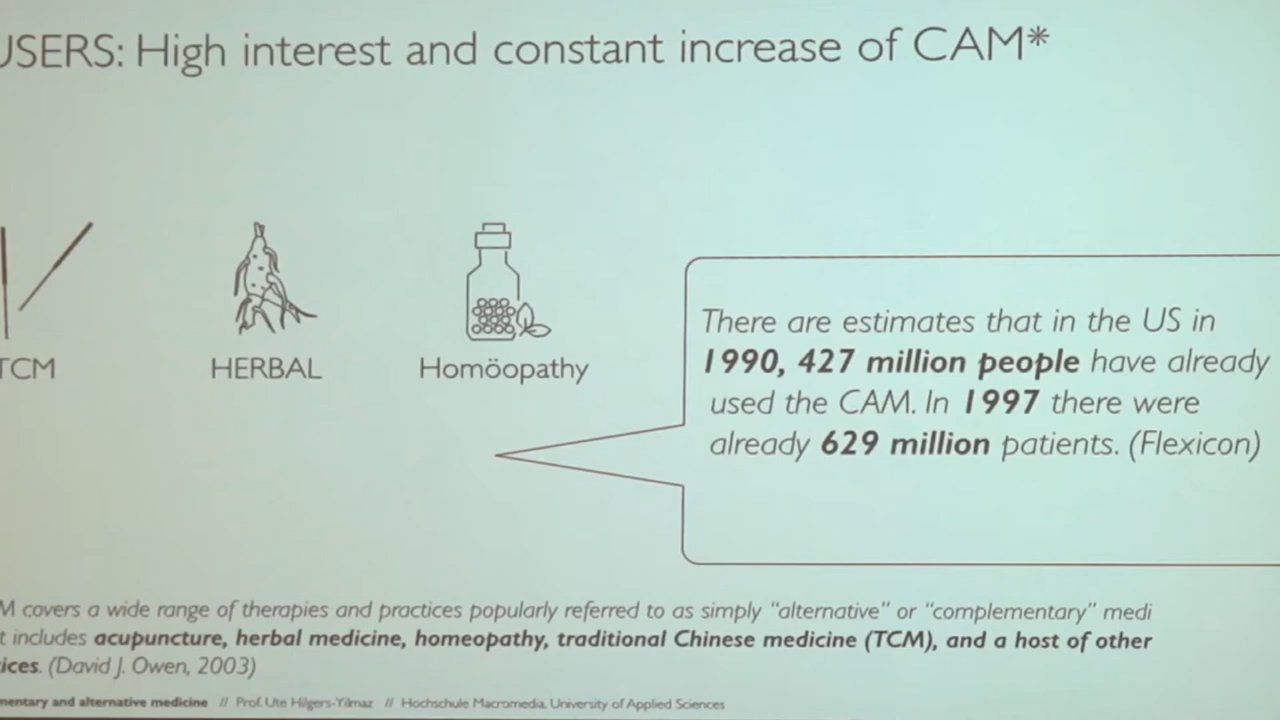 USERS: High interest and constant increase of CAM*
TCM
HERBAL
Homöopathy
There are estimates that in the US in
1990, 427 million people have already
used the CAM. In 1997 there were
already 629 million patients. (Flexicon)
M covers a wide range of therapies and practices popularly referred to as simply “alternative” or “complementary” medi
t includes acupuncture, herbal medicine, homeopathy, traditional Chinese medicine (TCM), and a host of other
ices. (David J. Owen, 2003)
mentary and alternative medicine // Prof. Ute Hilgers-Yilmaz // Hochschule Macromedia, University of Applied Sciences